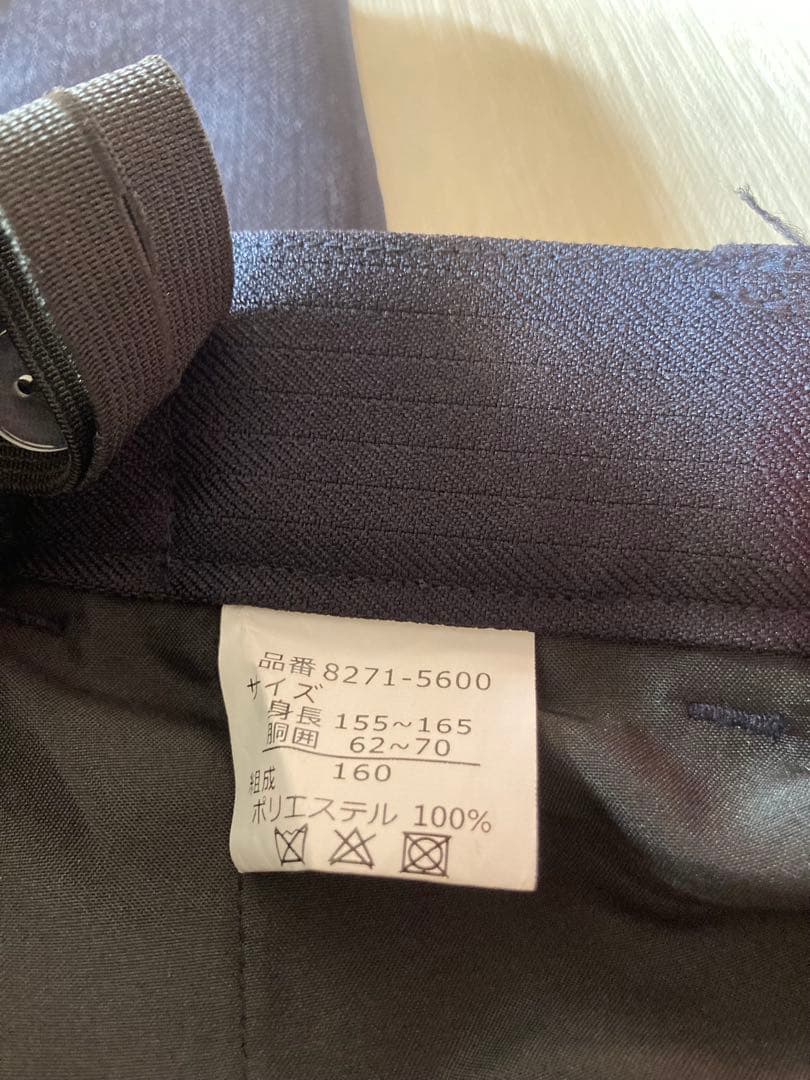 品番 8271-5600
サイズ
身長 155~165
胴囲 62~70
160
組成
ポリエステル 100%